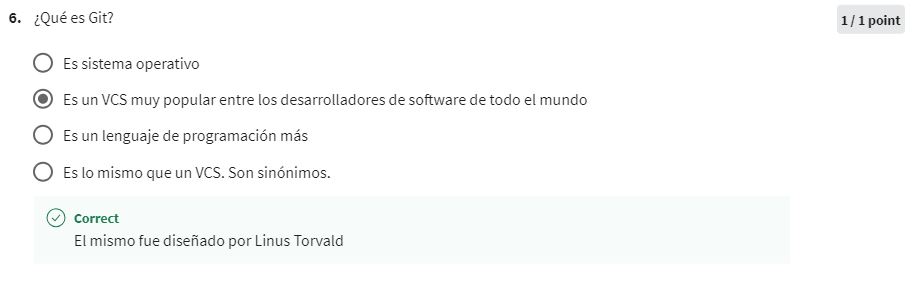 6. ¿Qué es Git?
1 / 1 point
Es sistema operativo
Es un VCS muy popular entre los desarrolladores de software de todo el mundo
Es un lenguaje de programación más
Es lo mismo que un VCS. Son sinónimos.
Correct
El mismo fue diseñado por Linus Torvald